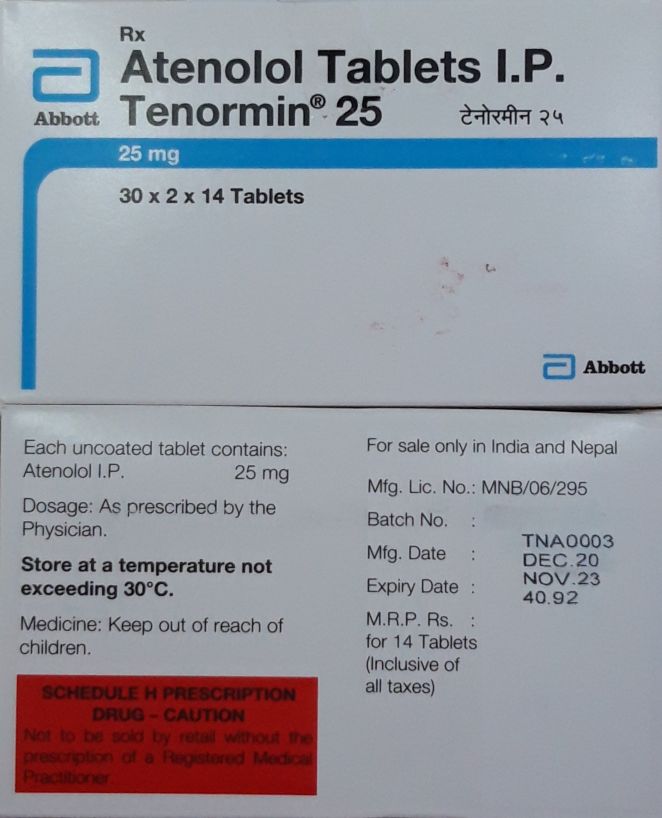 Rx
Atenolol Tablets I.P.
Abbott
Tenormin® 25 टेनोरमीन २५
25 mg
30 x 2 x 14 Tablets
Abbott
Each uncoated tablet contains:
Atenolol I.P. 25 mg
Dosage: As prescribed by the
Physician.
Store at a temperature not
exceeding 30°C.
Medicine: Keep out of reach of
children.
SCHEDULE H PRESCRIPTION
DRUG – CAUTION
Not to be sold by retail without the
prescription of a Registered Medical
Practitioner
For sale only in India and Nepal
Mfg. Lic. No.: MNB/06/295
Batch No. : TNA0003
Mfg. Date : DEC.20
Expiry Date : NOV.23
M.R.P. Rs. : 40.92
for 14 Tablets
(Inclusive of
all taxes)